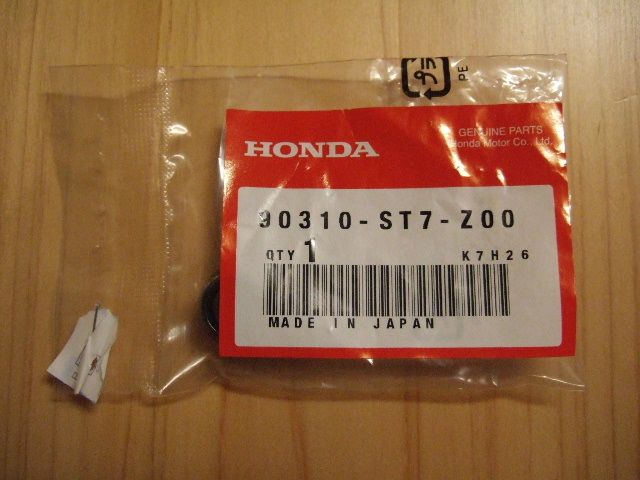 PE
GENUINE PARTS
Honda Motor Co., Ltd.
HONDA
90310-ST7-Z00
QTY 1 K7H26
MADE IN JAPAN